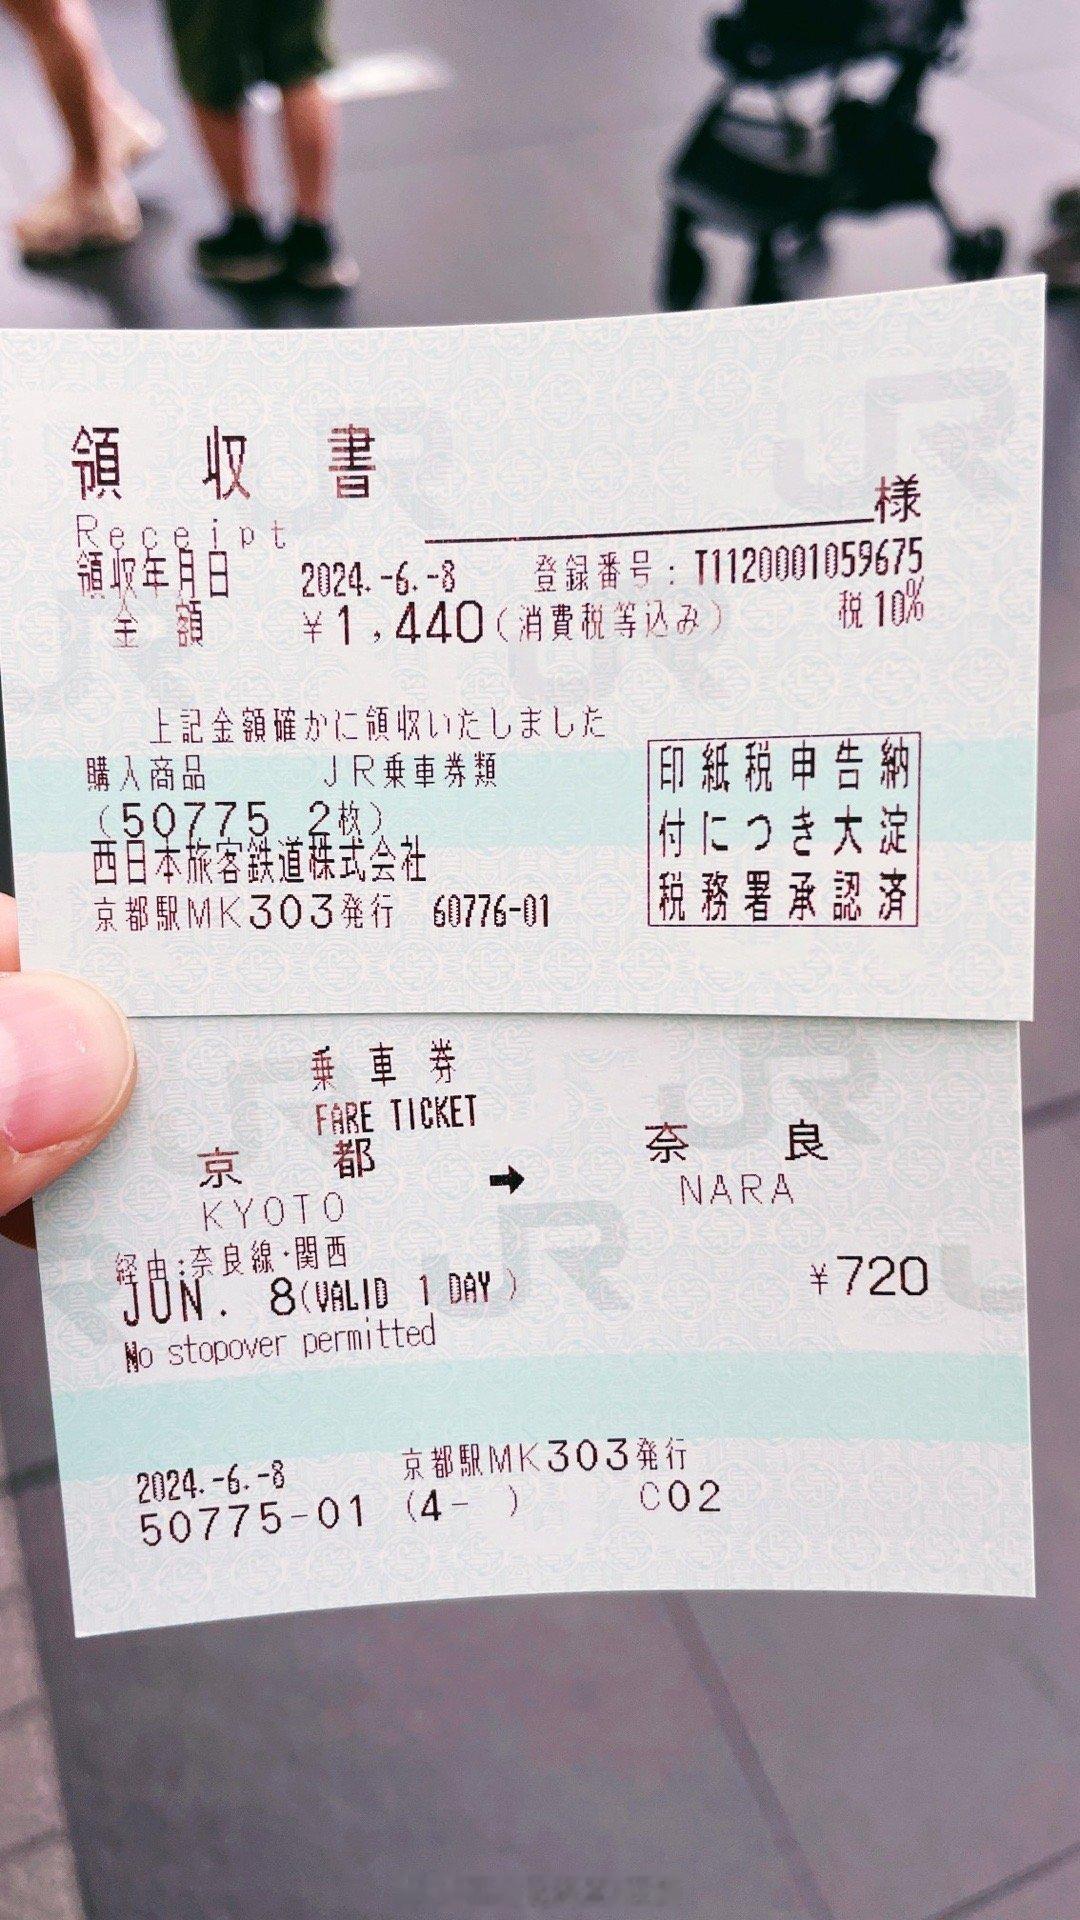 領収書
Receipt
様
領収年月日 2024.-6.-8 登録番号:T1120001059675
金額 ¥1,440(消費税等込み) 税10%
上記金額確かに領収いたしました
購入商品 JR乗車券類
(50775 2枚)
西日本旅客鉄道株式会社
京都駅MK303発行 60776-01
印紙税申告納
付につき大淀
税務署承認済
乗車券
FARE TICKET
京都 ➡ 奈良
KYOTO NARA
経由:奈良線・関西
JUN. 8(VALID 1 DAY) ¥720
No stopover permitted
2024.-6.-8 京都駅MK303発行
50775-01 (4- ) C02